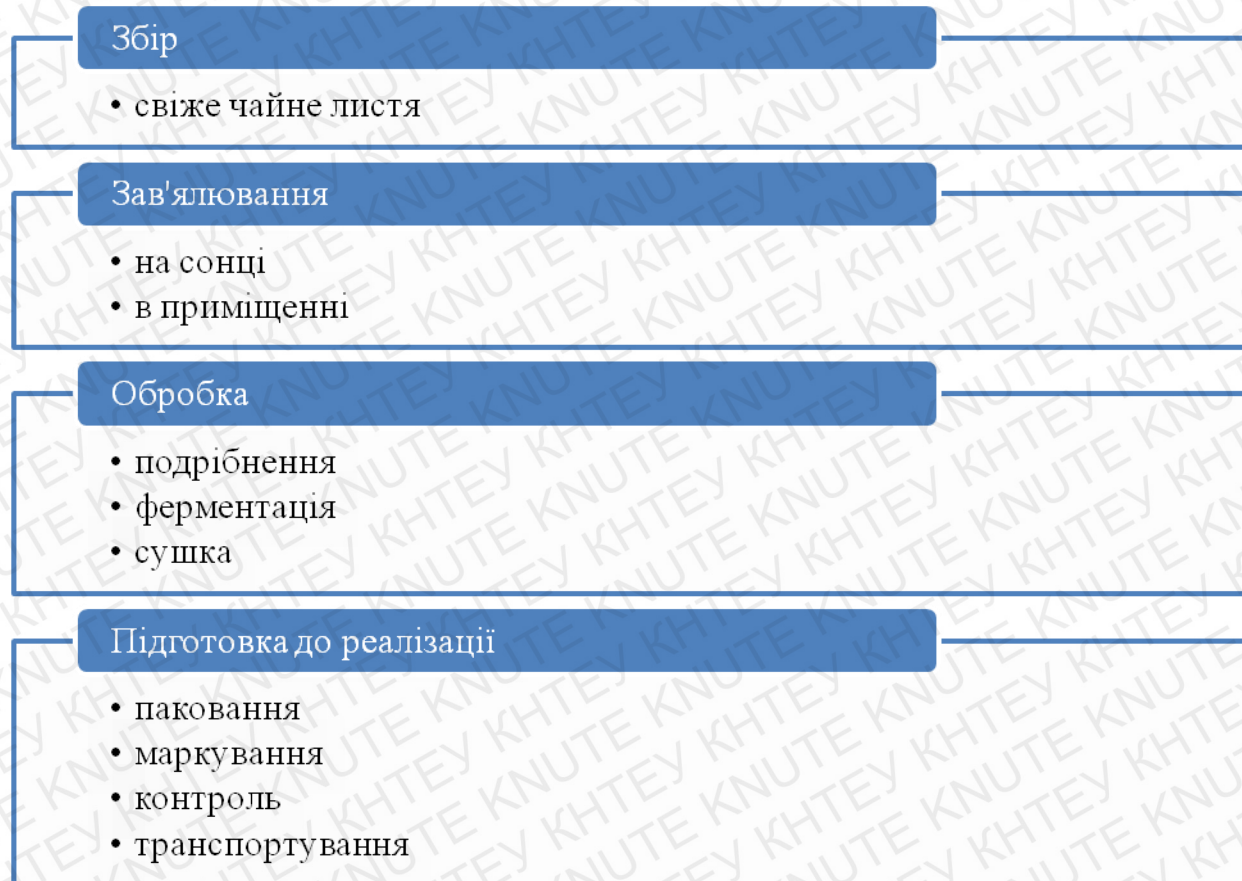 Збір
• свіже чайне листя
Зав'ялювання
• на сонці
• в приміщенні
Обробка
• подрібнення
• ферментація
• сушка
Підготовка до реалізації
• паковання
• маркування
• контроль
• транспортування